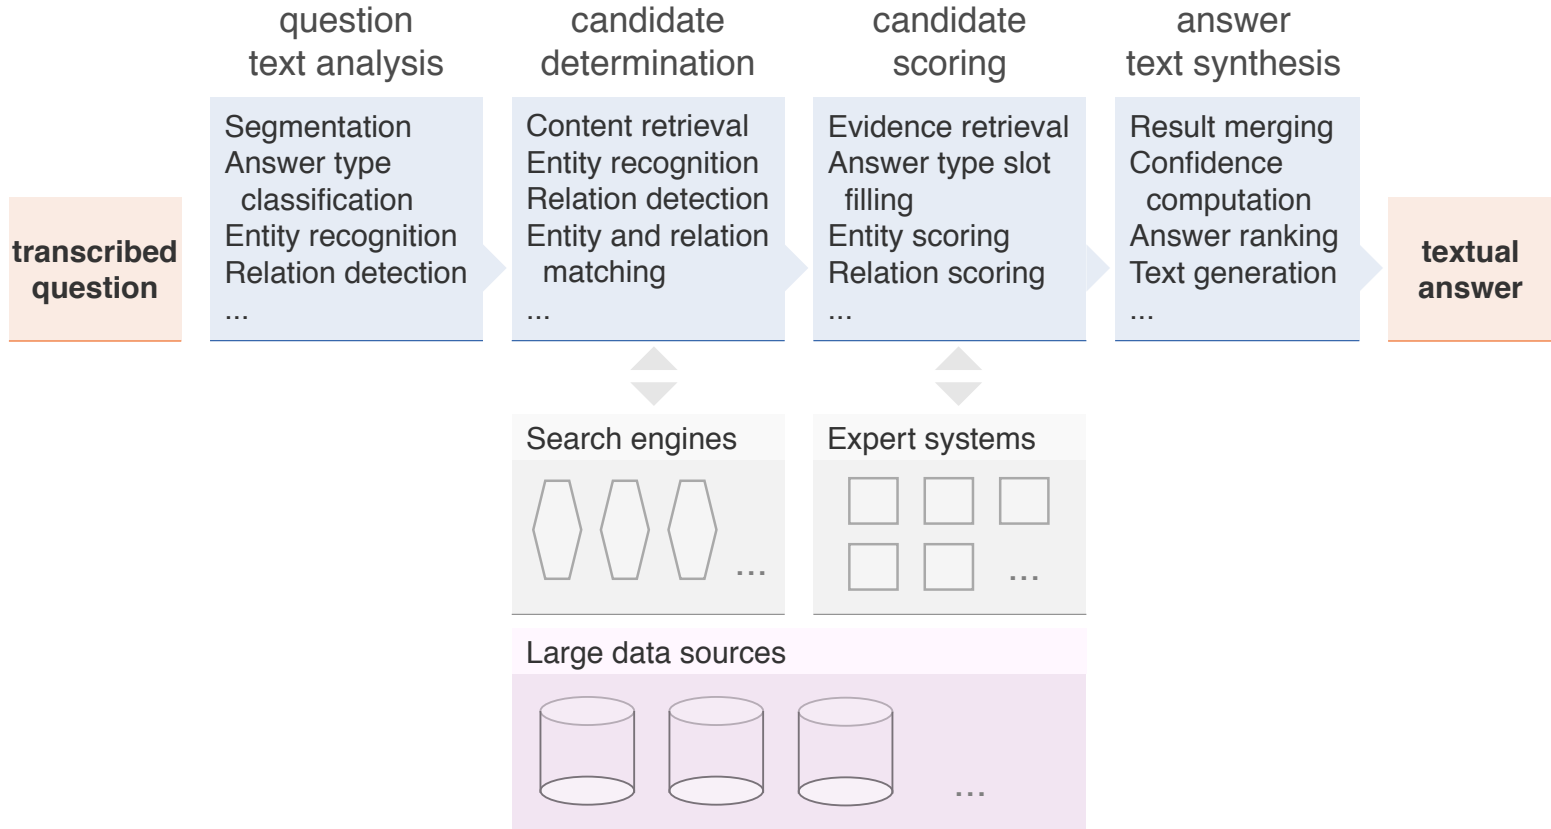 question
text analysis
candidate
determination
candidate
scoring
answer
text synthesis
transcribed
question
Segmentation
Answer type
classification
Entity recognition
Relation detection
...
Content retrieval
Entity recognition
Relation detection
Entity and relation
matching
...
Evidence retrieval
Answer type slot
filling
Entity scoring
Relation scoring
...
Result merging
Confidence
computation
Answer ranking
Text generation
...
textual
answer
Search engines
...
Expert systems
...
Large data sources
...